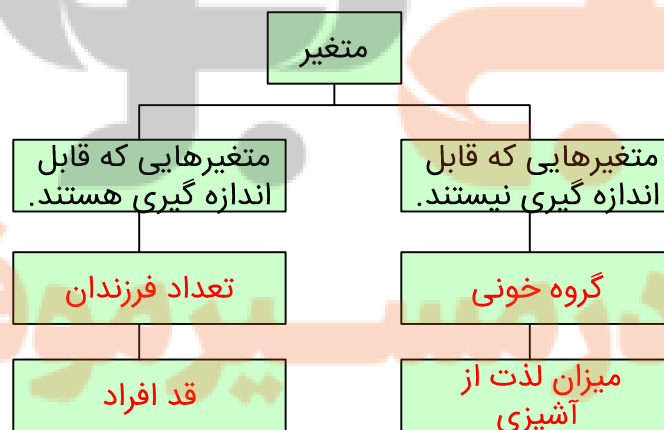 متغیر
متغیرهایی که قابل
اندازه گیری نیستند.
متغیرهایی که قابل
اندازه گیری هستند.
گروه خونی
تعداد فرزندان
میزان لذت از
آشپزی
قد افراد